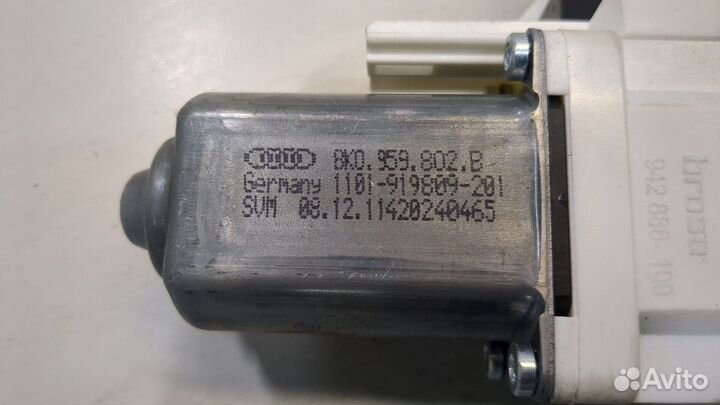 8K0.959.802.B
Germany 1101-919809-201
SVM 08.12.11420240465
brose
942 886 100
Avito